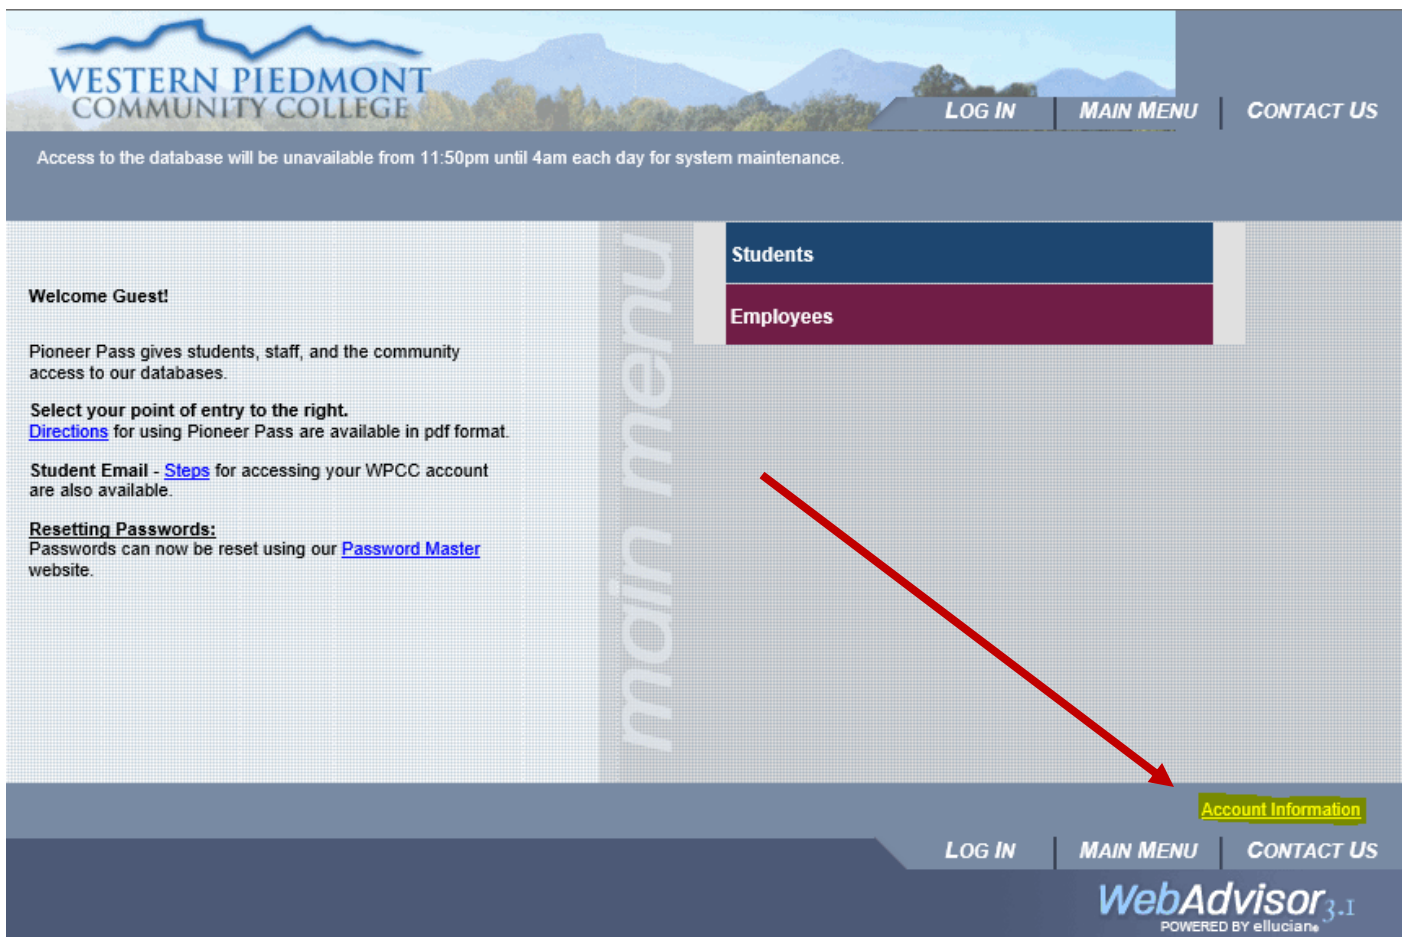 WESTERN PIEDMONT
COMMUNITY COLLEGE
LOG IN MAIN MENU CONTACT US
Access to the database will be unavailable from 11:50pm until 4am each day for system maintenance.
main menu
Students
Employees
Welcome Guest!
Pioneer Pass gives students, staff, and the community
access to our databases.
Select your point of entry to the right.
Directions for using Pioneer Pass are available in pdf format.
Student Email - Steps for accessing your WPCC account
are also available.
Resetting Passwords:
Passwords can now be reset using our Password Master
website.
Account Information
LOG IN MAIN MENU CONTACT US
WebAdvisor 3.1
POWERED BY ellucian®